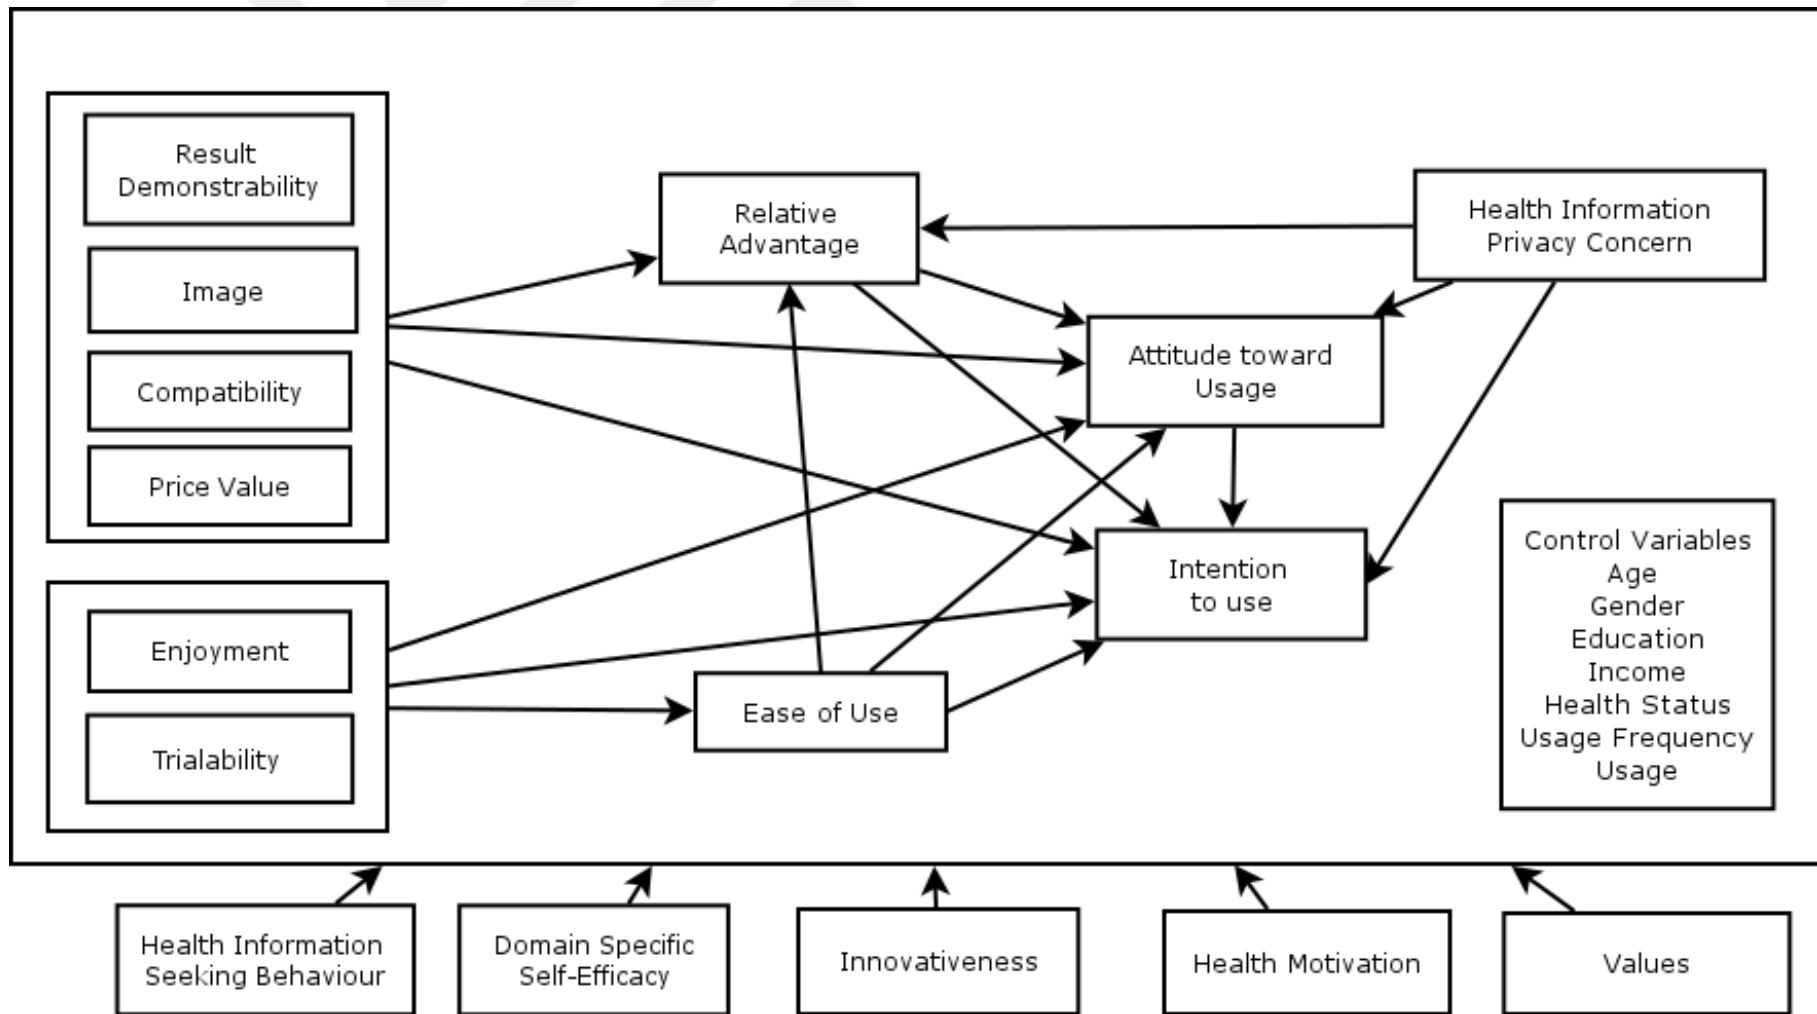 Result
Demonstrability
Image
Compatibility
Price Value
Enjoyment
Trialability
Relative
Advantage
Ease of Use
Attitude toward
Usage
Intention
to use
Health Information
Privacy Concern
Control Variables
Age
Gender
Education
Income
Health Status
Usage Frequency
Usage
Health Information
Seeking Behaviour
Domain Specific
Self-Efficacy
Innovativeness
Health Motivation
Values